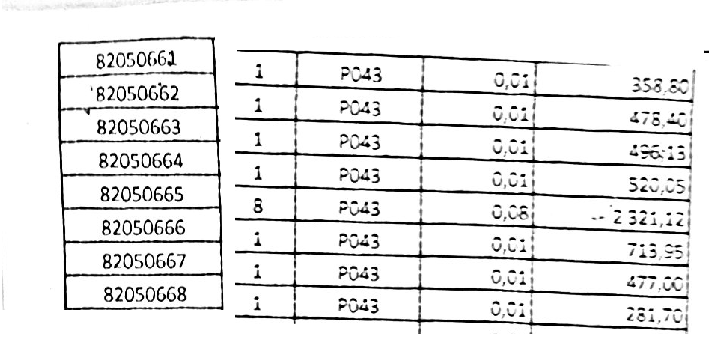 82050661 1 P043 0,01 358,80
82050662 1 P043 0,01 478,40
82050663 1 P043 0,01 496,13
82050664 1 P043 0,01 520,05
82050665 8 P043 0,08 2 321,12
82050666 1 P043 0,01 713,95
82050667 1 P043 0,01 477,00
82050668 1 P043 0,01 281,70